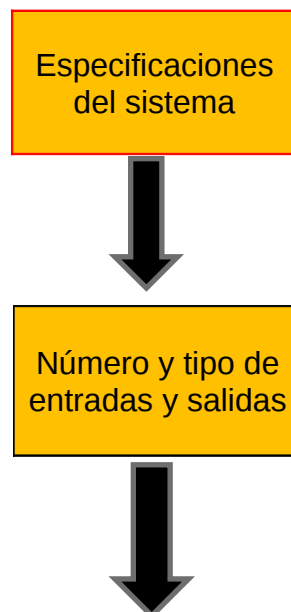 Especificaciones
del sistema
Número y tipo de
entradas y salidas